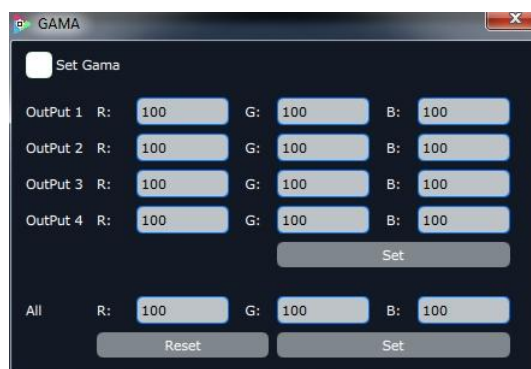 GAMA
Set Gama
OutPut 1 R: 100 G: 100 B: 100
OutPut 2 R: 100 G: 100 B: 100
OutPut 3 R: 100 G: 100 B: 100
OutPut 4 R: 100 G: 100 B: 100
Set
All R: 100 G: 100 B: 100
Reset Set